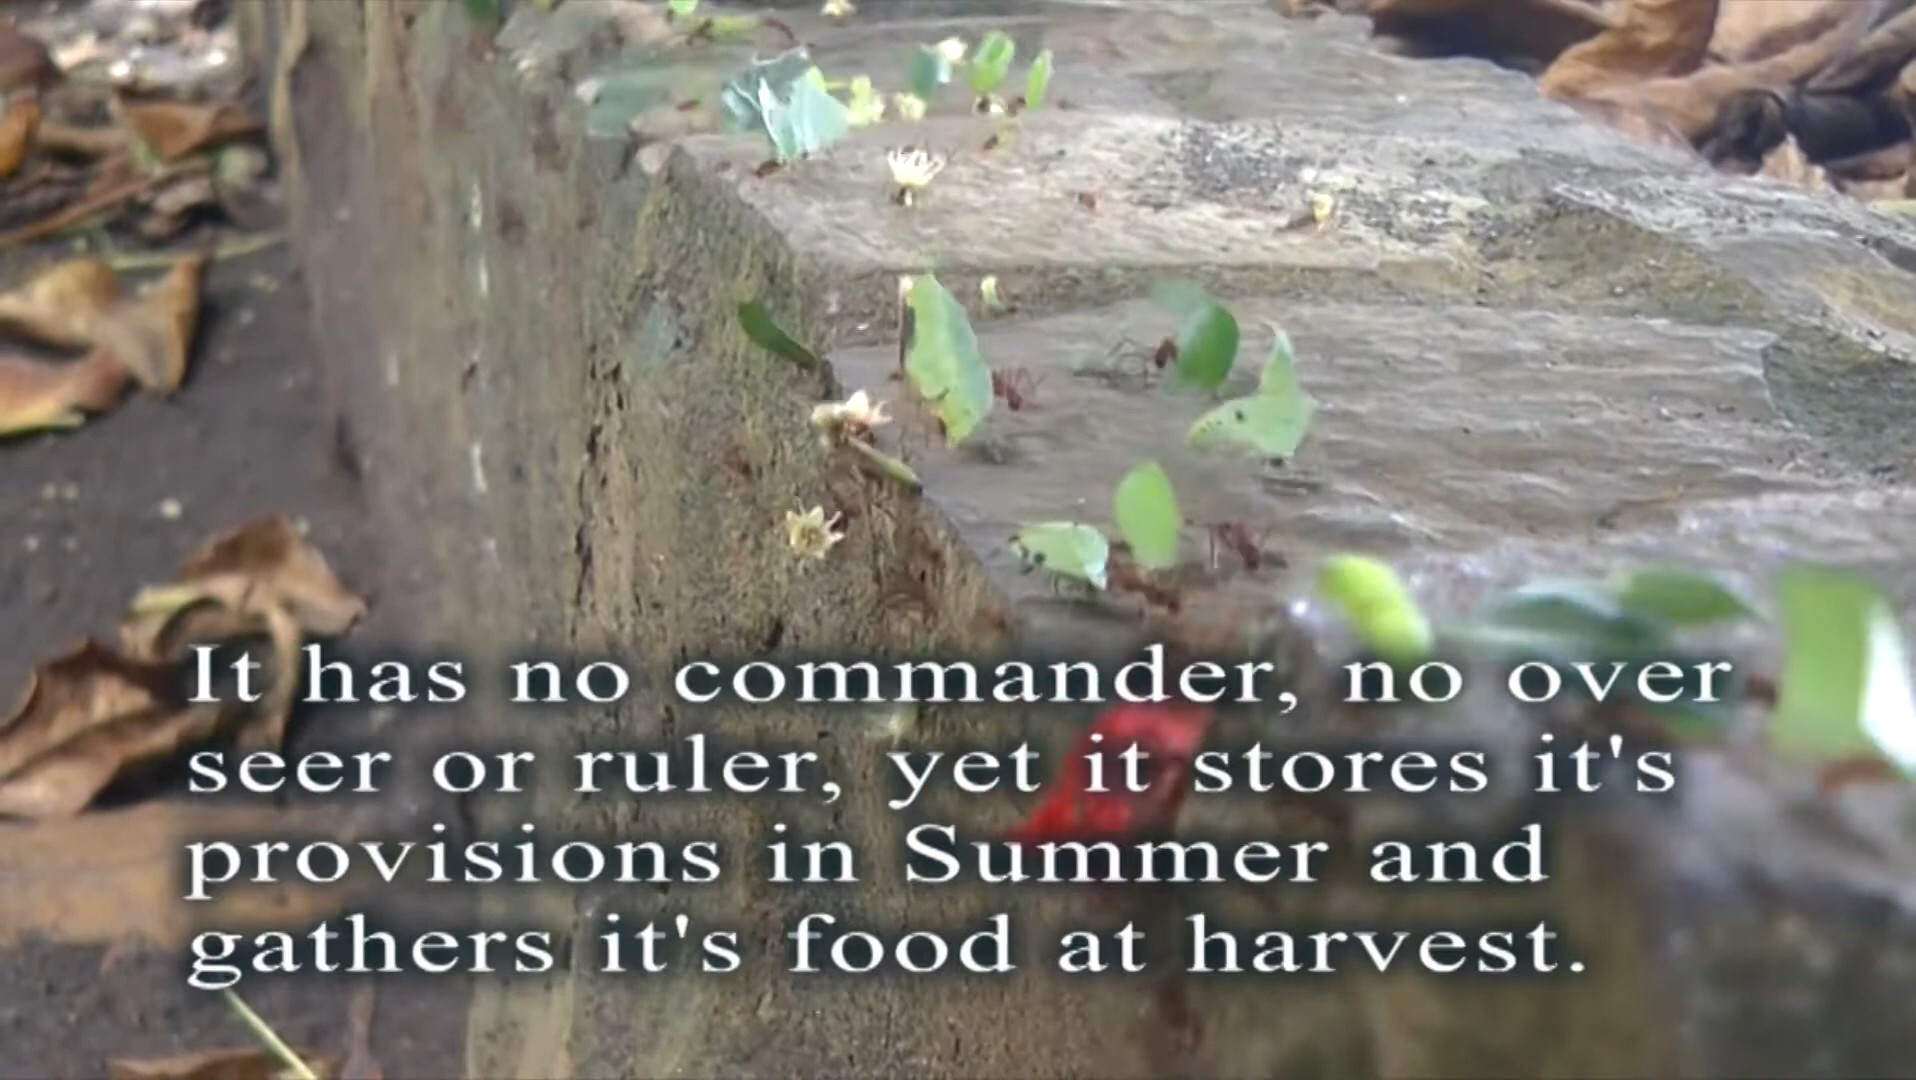 It has no commander, no over
seer or ruler, yet it stores it's
provisions in Summer and
gathers it's food at harvest.